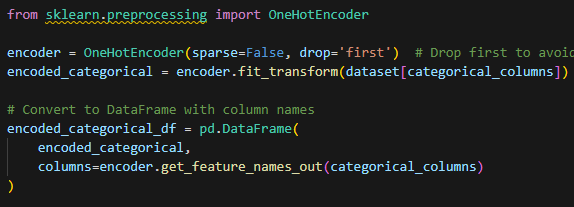 from sklearn.preprocessing import OneHotEncoder
encoder = OneHotEncoder(sparse=False, drop='first')  # Drop first to avoid
encoded_categorical = encoder.fit_transform(dataset[categorical_columns])
# Convert to DataFrame with column names
encoded_categorical_df = pd.DataFrame(
    encoded_categorical,
    columns=encoder.get_feature_names_out(categorical_columns)
)